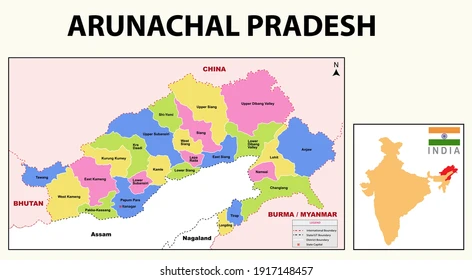 ARUNACHAL PRADESH
CHINA
N
Upper Dibang Valley
Upper Siang
Shi Yomi
Siang
West Siang
Upper Subansiri
Dibang Valley
Anjaw
Kra Daadi
Kurung Kumey
Kamle
Lepa Rada
East Siang
Lohit
Lower Siang
Namsai
Tawang
East Kameng
Lower Subansiri
Changlang
West Kameng
Papum Pare
Itanagar
Pakke-Kessang
BHUTAN
Tirap
Longding
BURMA / MYANMAR
Assam
Nagaland
LEGEND
International Boundary
State/UT Boundary
District Boundary
State Capital
INDIA
shutterstock.com · 1917148457